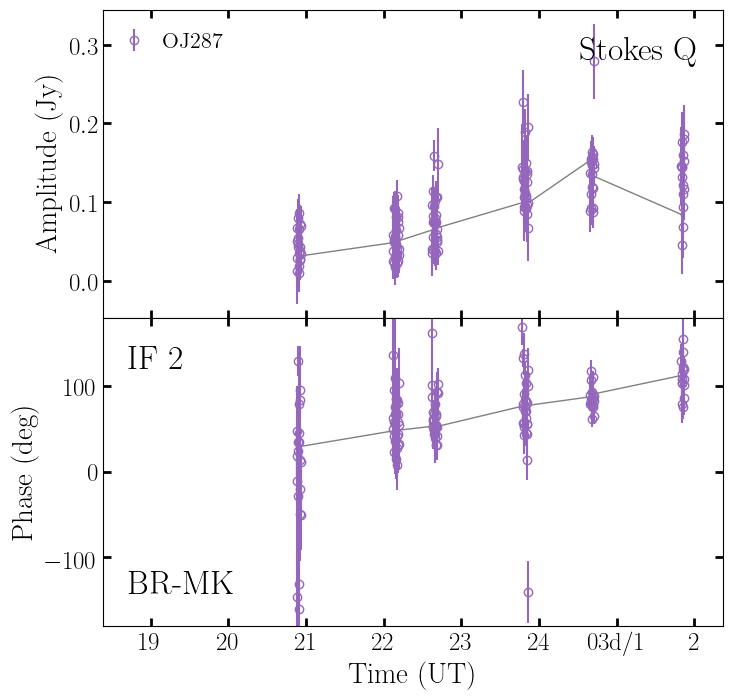 OJ287
Stokes Q
Amplitude (Jy)
0.3
0.2
0.1
0.0
IF 2
BR-MK
Phase (deg)
100
0
−100
19 20 21 22 23 24 03d/1 2
Time (UT)